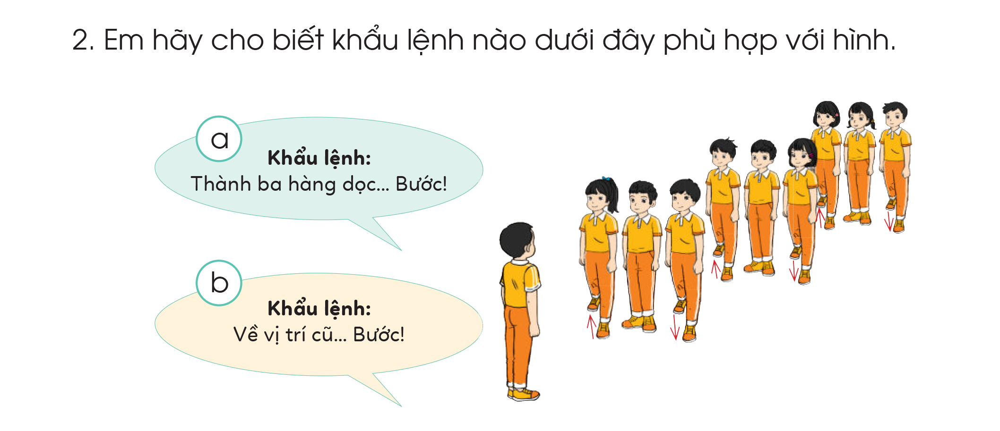 2. Em hãy cho biết khẩu lệnh nào dưới đây phù hợp với hình.
a
Khẩu lệnh:
Thành ba hàng dọc... Bước!
b
Khẩu lệnh:
Về vị trí cũ... Bước!